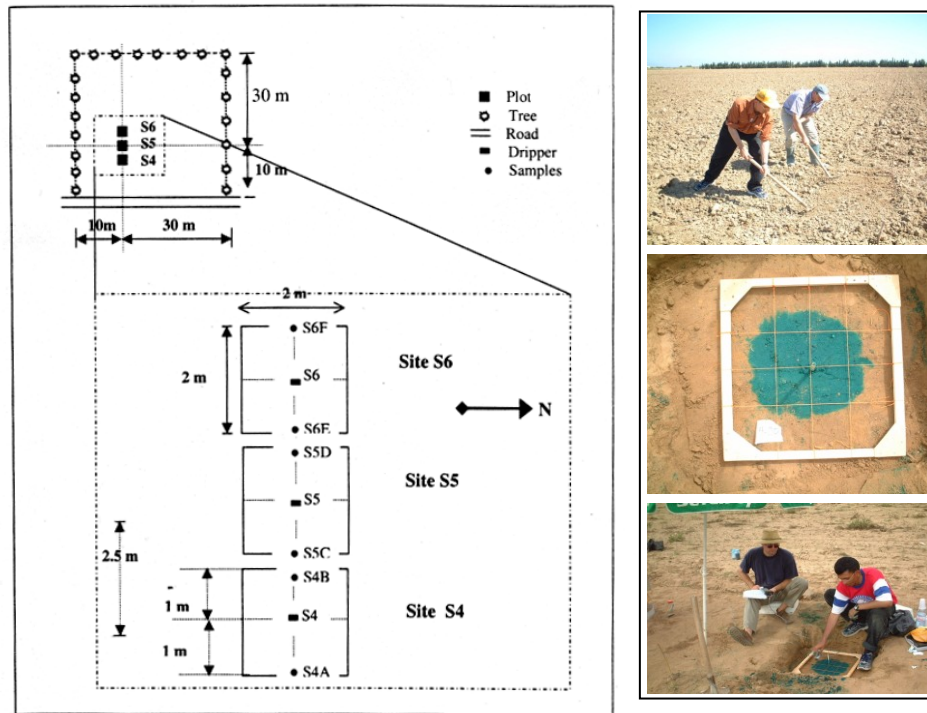 30 m
S6
S5
S4
10 m
10m
30 m
Plot
Tree
Road
Dripper
Samples
2 m
S6F
Site S6
S6
2 m
N
S6E
S5D
Site S5
S5
2.5 m
S5C
S4B
1 m
S4
Site S4
1 m
S4A